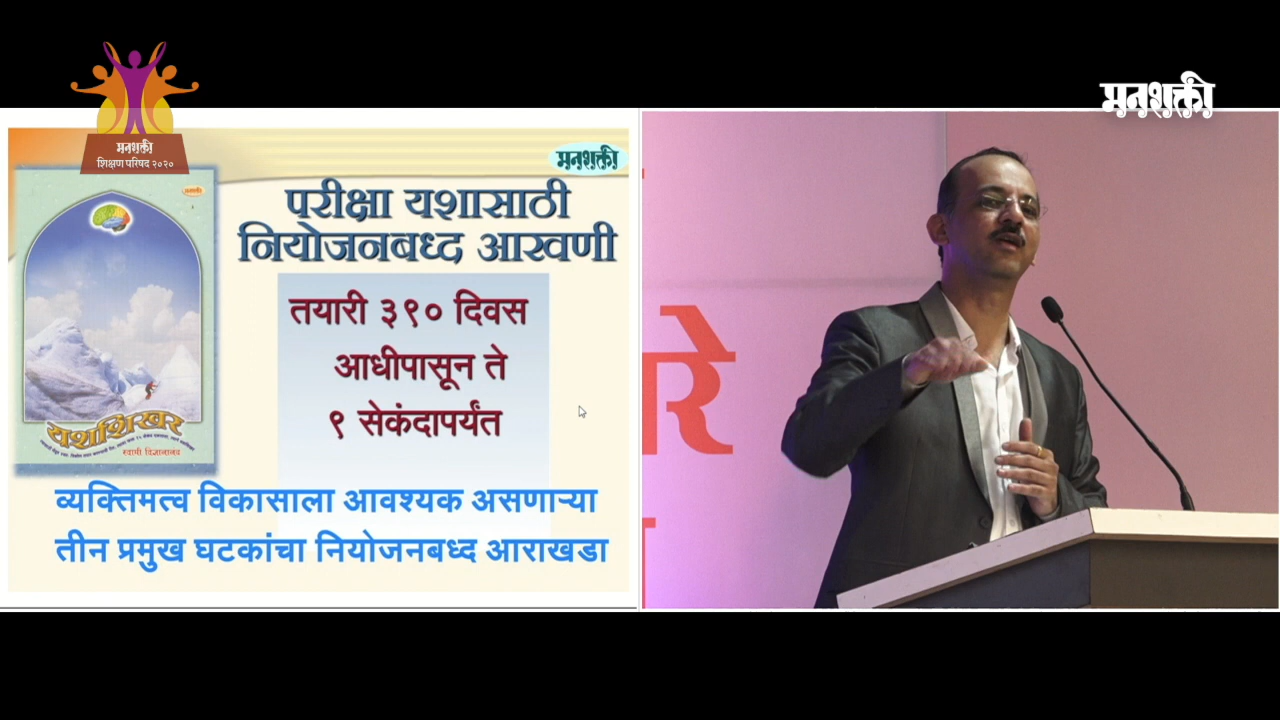 मनशक्ती
शिक्षण परिषद २०२०
मनशक्ती
मनशक्ती
परीक्षा यशासाठी
नियोजनबध्द आखणी
तयारी ३९० दिवस
आधीपासून ते
९ सेकंदापर्यंत
यशशिखर
स्वामी विज्ञानानंद
व्यक्तिमत्व विकासाला आवश्यक असणाऱ्या
तीन प्रमुख घटकांचा नियोजनबध्द आराखडा
रे